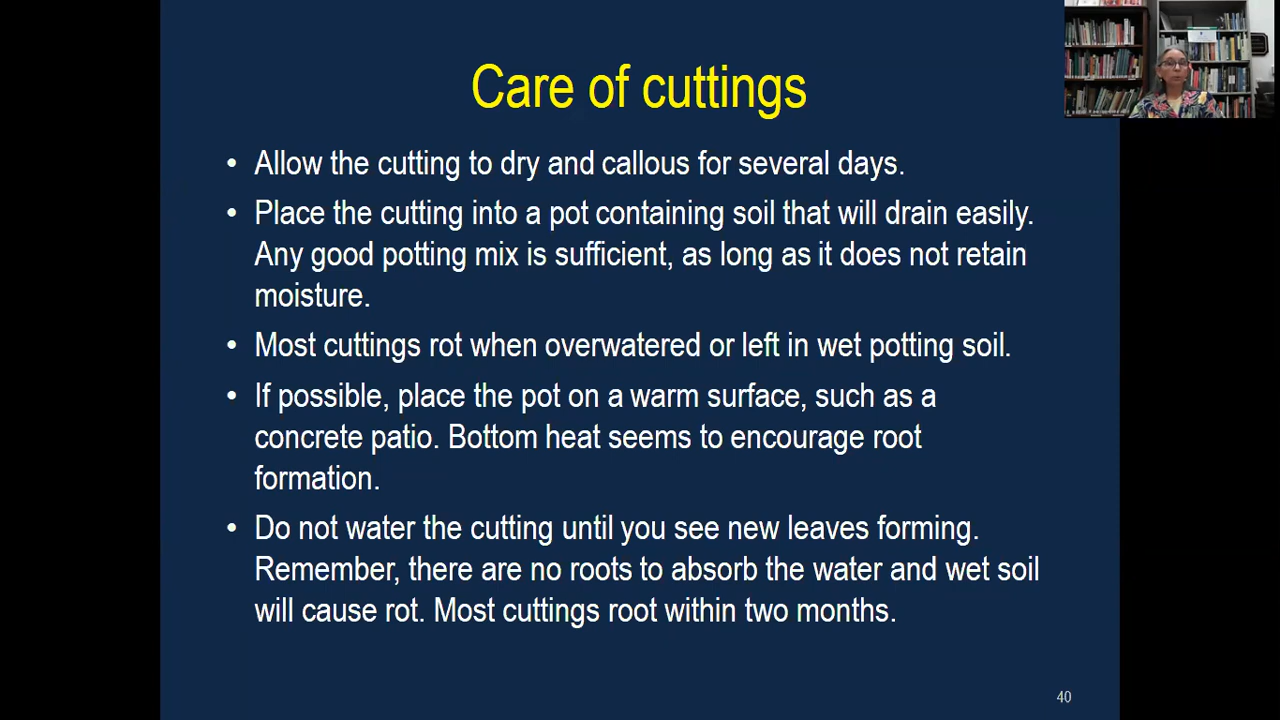 Care of cuttings
• Allow the cutting to dry and callous for several days.
• Place the cutting into a pot containing soil that will drain easily.
Any good potting mix is sufficient, as long as it does not retain
moisture.
• Most cuttings rot when overwatered or left in wet potting soil.
• If possible, place the pot on a warm surface, such as a
concrete patio. Bottom heat seems to encourage root
formation.
• Do not water the cutting until you see new leaves forming.
Remember, there are no roots to absorb the water and wet soil
will cause rot. Most cuttings root within two months.
40